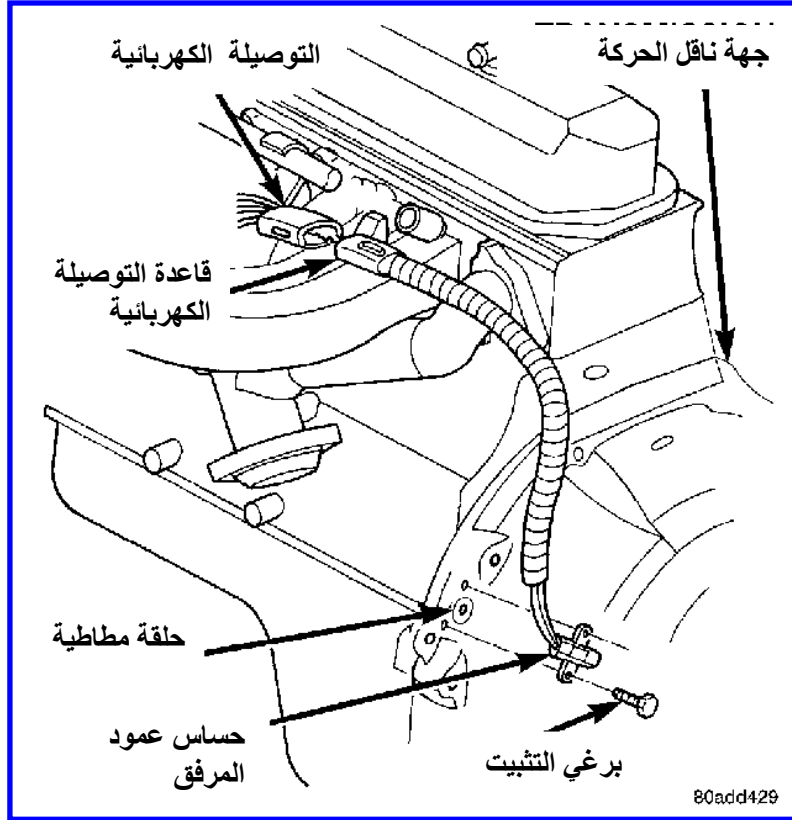 التوصيلة الكهربائية
جهة ناقل الحركة
قاعدة التوصيلة
الكهربائية
حلقة مطاطية
حساس عمود
المرفق
برغي التثبيت
80add429